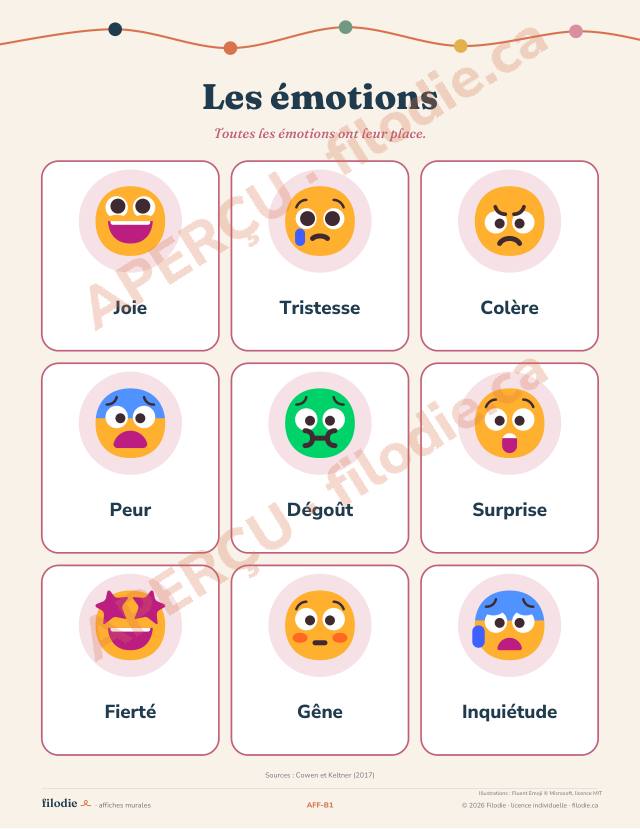 Les émotions
Toutes les émotions ont leur place.
APERÇU · filodie.ca
Joie
Tristesse
Colère
Peur
Dégoût
Surprise
APERÇU · filodie.ca
Fierté
Gêne
Inquiétude
Sources : Cowen et Keltner (2017)
Illustrations : Fluent Emoji © Microsoft, licence MIT
filodie · affiches murales
AFF-B1
© 2026 Filodie · licence individuelle · filodie.ca